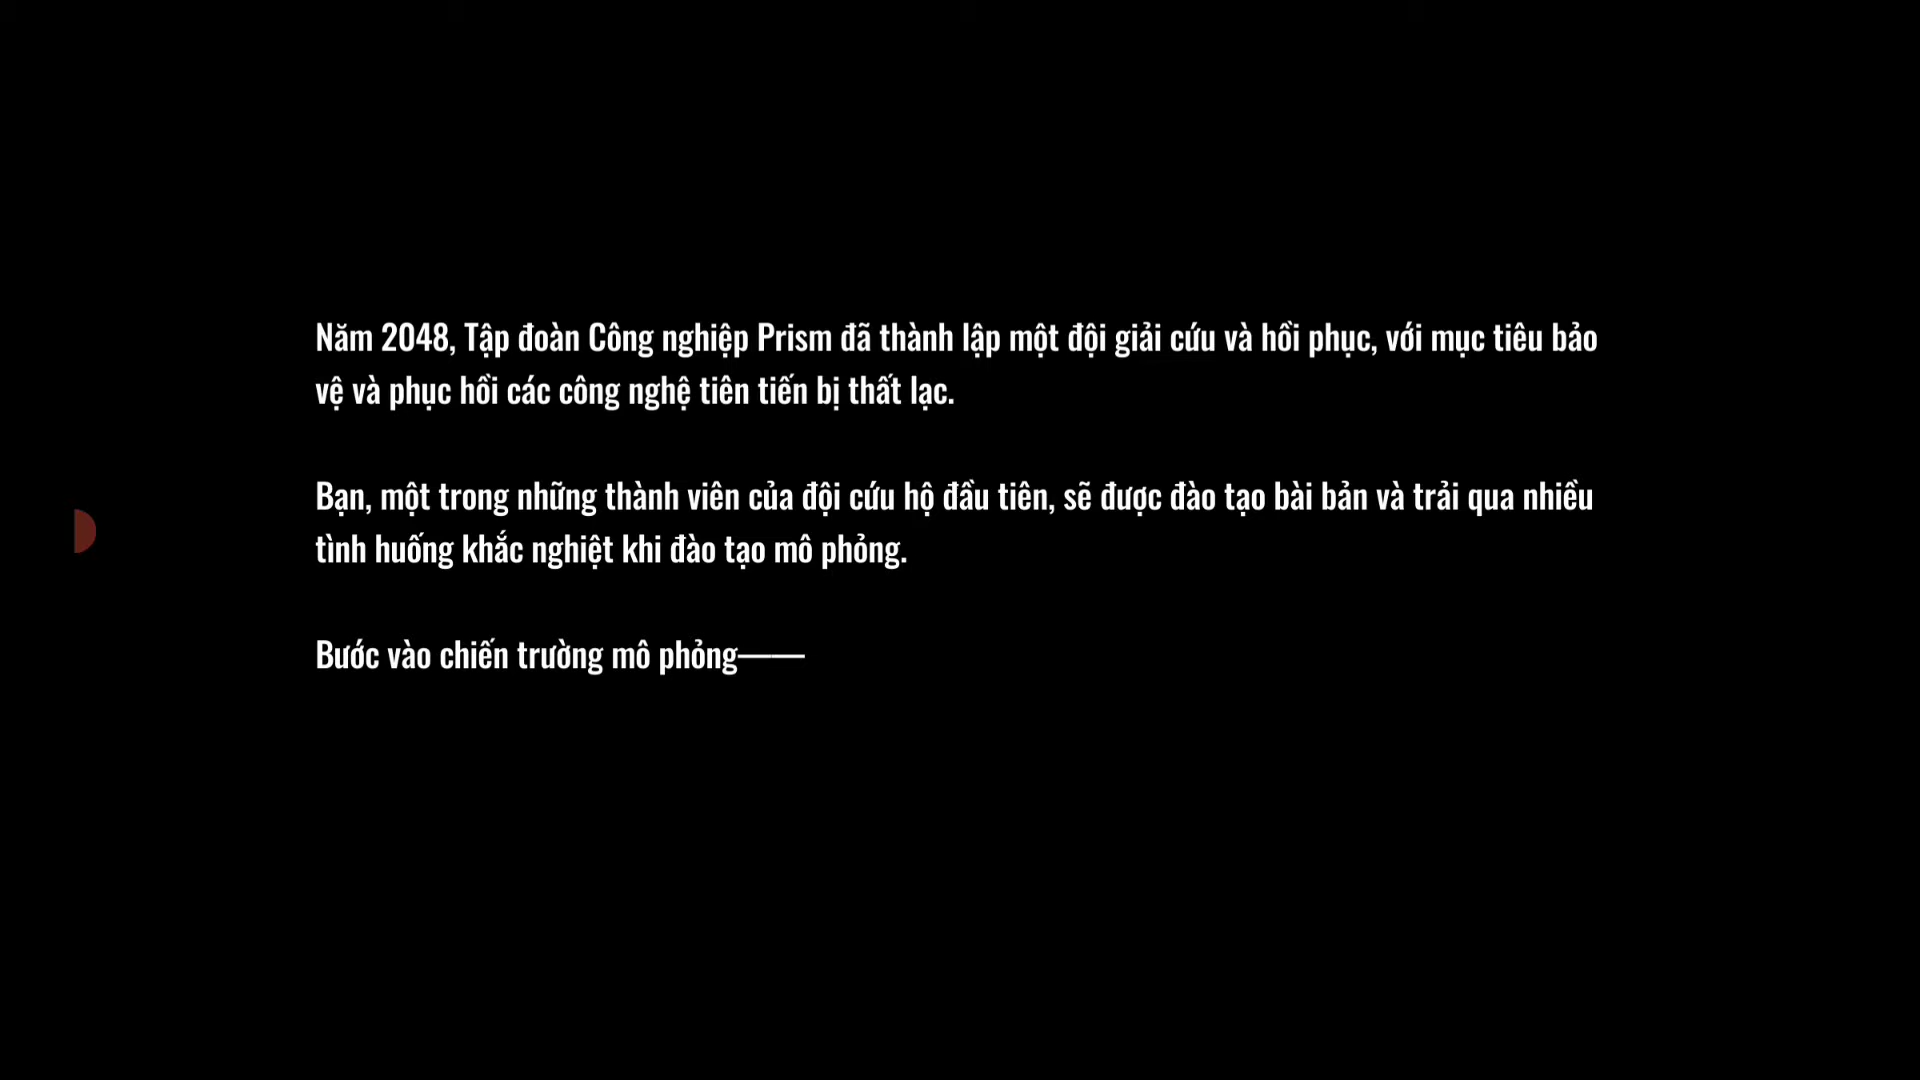 Năm 2048, Tập đoàn Công nghiệp Prism đã thành lập một đội giải cứu và hồi phục, với mục tiêu bảo
vệ và phục hồi các công nghệ tiên tiến bị thất lạc.
Bạn, một trong những thành viên của đội cứu hộ đầu tiên, sẽ được đào tạo bài bản và trải qua nhiều
tình huống khắc nghiệt khi đào tạo mô phỏng.
Bước vào chiến trường mô phỏng——